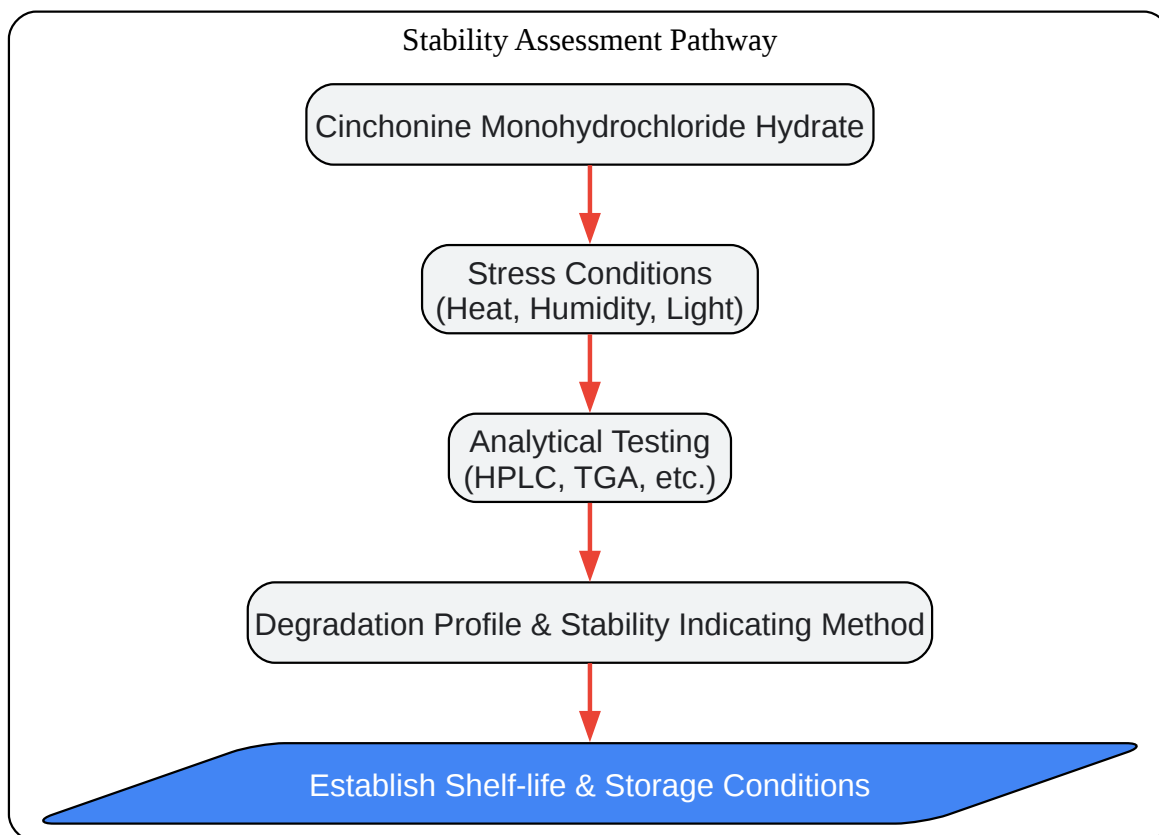 Stability Assessment Pathway
Cinchonine Monohydrochloride Hydrate
Stress Conditions
(Heat, Humidity, Light)
Analytical Testing
(HPLC, TGA, etc.)
Degradation Profile & Stability Indicating Method
Establish Shelf-life & Storage Conditions